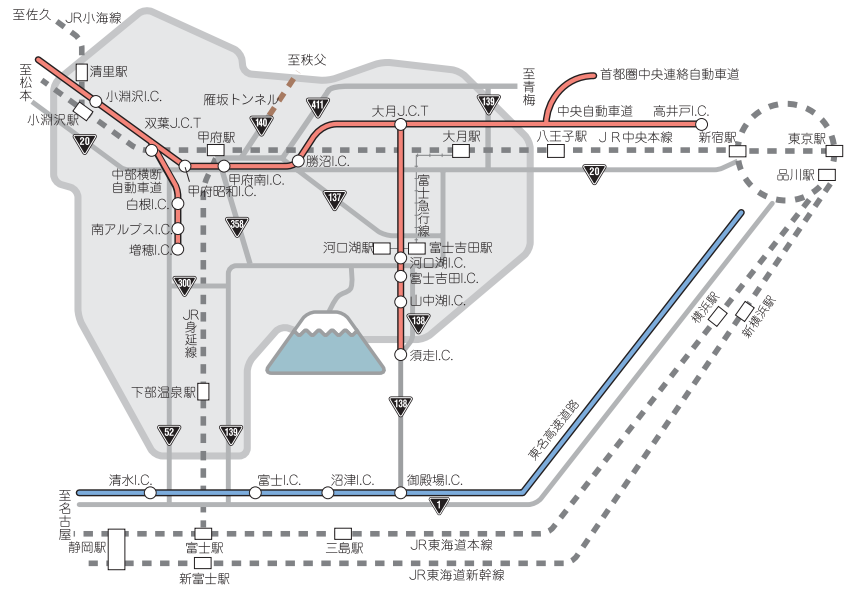 至佐久
JR小海線
至松本
清里駅
小淵沢I.C.
小淵沢駅
20
双葉J.C.T
甲府駅
雁坂トンネル
140
至秩父
411
大月J.C.T
139
至青梅
首都圏中央連絡自動車道
中央自動車道
高井戸I.C.
大月駅
八王子駅
JR中央本線
新宿駅
東京駅
品川駅
20
中部横断
自動車道
甲府昭和I.C.
甲府南I.C.
勝沼I.C.
白根I.C.
南アルプスI.C.
増穂I.C.
358
137
富士急行線
河口湖駅
富士吉田駅
河口湖I.C.
富士吉田I.C.
山中湖I.C.
138
須走I.C.
300
JR身延線
下部温泉駅
52
139
138
横浜駅
新横浜駅
東名高速道路
清水I.C.
富士I.C.
沼津I.C.
御殿場I.C.
1
至名古屋
静岡駅
富士駅
三島駅
JR東海道本線
新富士駅
JR東海道新幹線